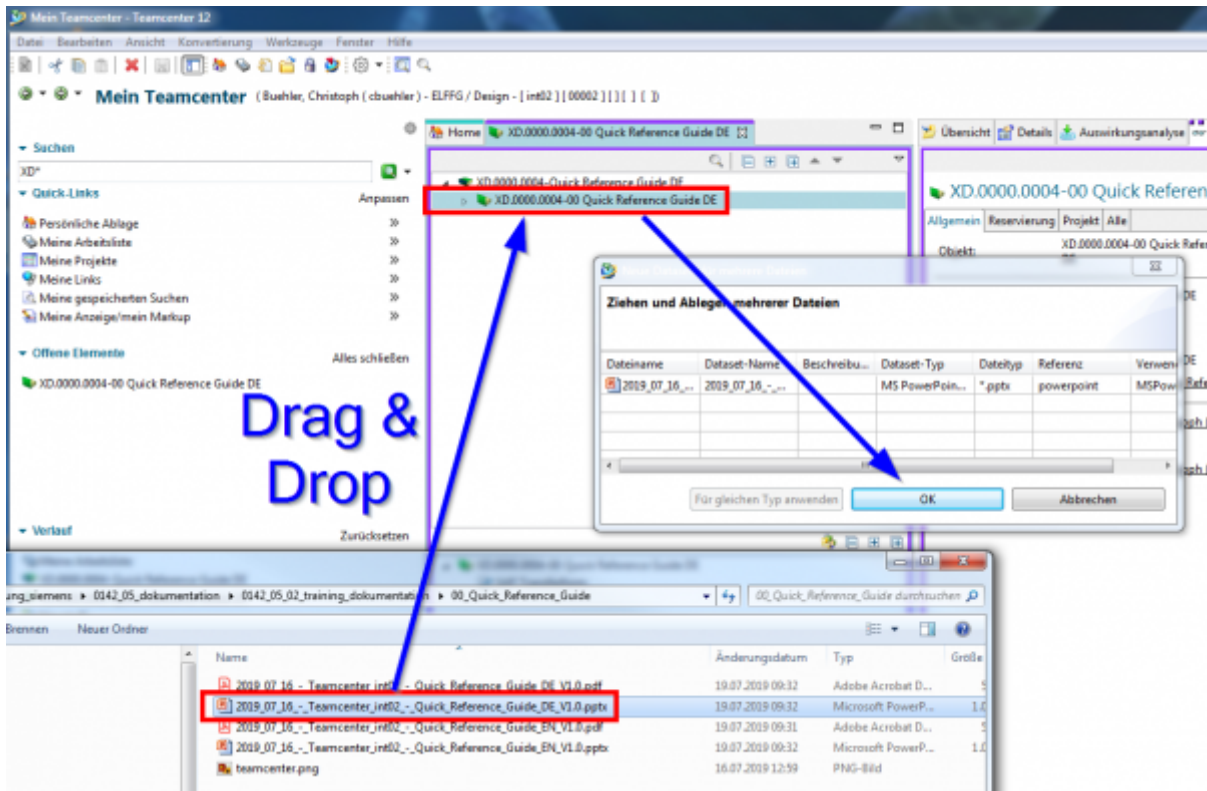 Mein Teamcenter - Teamcenter 12
Datei Bearbeiten Ansicht Konvertierung Werkzeuge Fenster Hilfe
Mein Teamcenter ( Buehler, Christoph ( cbuehler ) - ELFFG / Design - [ int02 ] [ 00002 ] [ ] [ ] [ ])
Suchen
XD*
Quick-Links
Anpassen
Persönliche Ablage
Meine Arbeitsliste
Meine Projekte
Meine Links
Meine gespeicherten Suchen
Meine Anzeige/mein Markup
Offene Elemente
Alles schließen
XD.0000.0004-00 Quick Reference Guide DE
Verlauf
Zurücksetzen
Home XD.0000.0004-00 Quick Reference Guide DE
XD.0000.0004-Quick Reference Guide DE
XD.0000.0004-00 Quick Reference Guide DE
Übersicht Details Auswirkungsanalyse
XD.0000.0004-00 Quick Referen
Allgemein Reservierung Projekt Alle
Objekt: XD.0000.0004-00 Quick Refer
Ziehen und Ablegen mehrerer Dateien
Dateiname Dataset-Name Beschreibu... Dataset-Typ Dateityp Referenz Verwen
2019_07_16_... 2019_07_16_-_... MS PowerPoin... *.pptx powerpoint MSPow
Für gleichen Typ anwenden OK Abbrechen
Drag &
Drop
ung_siemens 0142_05_dokumentation 0142_05_02_training_dokumentation 00_Quick_Reference_Guide
00_Quick_Reference_Guide durchsuchen
Brennen Neuer Ordner
Name Änderungsdatum Typ Größe
2019_07_16_-_Teamcenter_int02_-_Quick_Reference_Guide_DE_V1.0.pdf 19.07.2019 09:32 Adobe Acrobat D...
2019_07_16_-_Teamcenter_int02_-_Quick_Reference_Guide_DE_V1.0.pptx 19.07.2019 09:32 Microsoft PowerP...
2019_07_16_-_Teamcenter_int02_-_Quick_Reference_Guide_EN_V1.0.pdf 19.07.2019 09:31 Adobe Acrobat D...
2019_07_16_-_Teamcenter_int02_-_Quick_Reference_Guide_EN_V1.0.pptx 19.07.2019 09:32 Microsoft PowerP...
teamcenter.png 16.07.2019 12:59 PNG-Bild